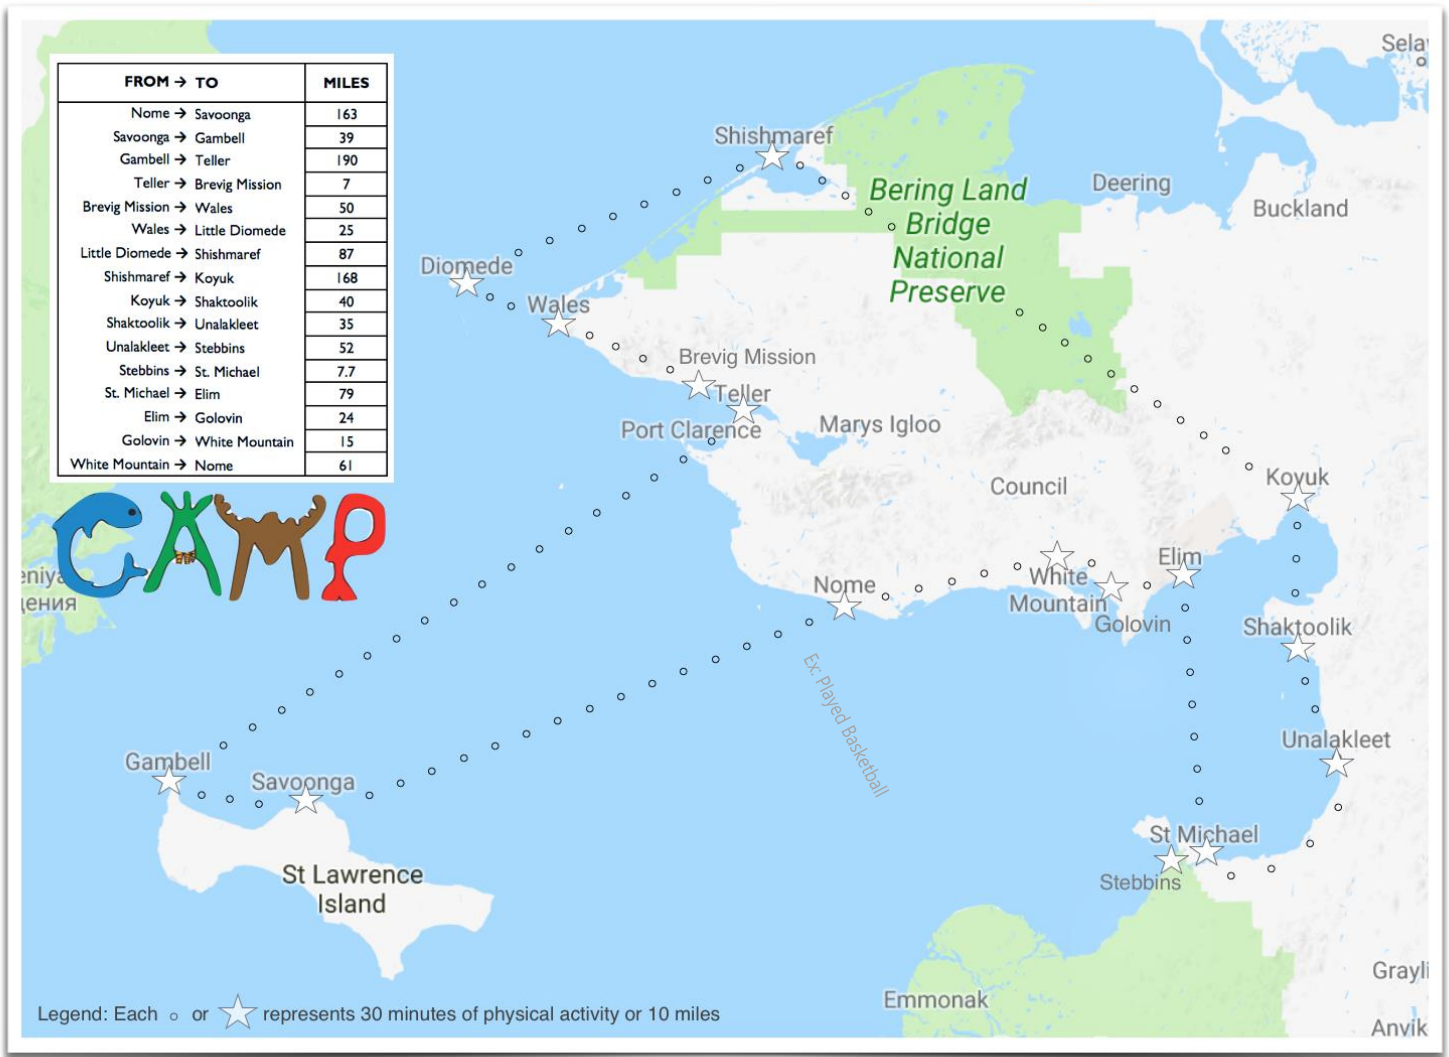 FROM → TO MILES
Nome → Savoonga 163
Savoonga → Gambell 39
Gambell → Teller 190
Teller → Brevig Mission 7
Brevig Mission → Wales 50
Wales → Little Diomede 25
Little Diomede → Shishmaref 87
Shishmaref → Koyuk 168
Koyuk → Shaktoolik 40
Shaktoolik → Unalakleet 35
Unalakleet → Stebbins 52
Stebbins → St. Michael 7.7
St. Michael → Elim 79
Elim → Golovin 24
Golovin → White Mountain 15
White Mountain → Nome 61
CAMP
Sela
Shishmaref
Deering
Buckland
Bering Land
Bridge
National
Preserve
Diomede
Wales
Brevig Mission
Teller
Port Clarence
Marys Igloo
Council
Koyuk
Elim
White
Mountain
Golovin
Nome
Shaktoolik
Unalakleet
Ex: Played Basketball
eniya
ения
Gambell
Savoonga
St Lawrence
Island
St Michael
Stebbins
Emmonak
Grayli
Anvik
Legend: Each ○ or ☆ represents 30 minutes of physical activity or 10 miles